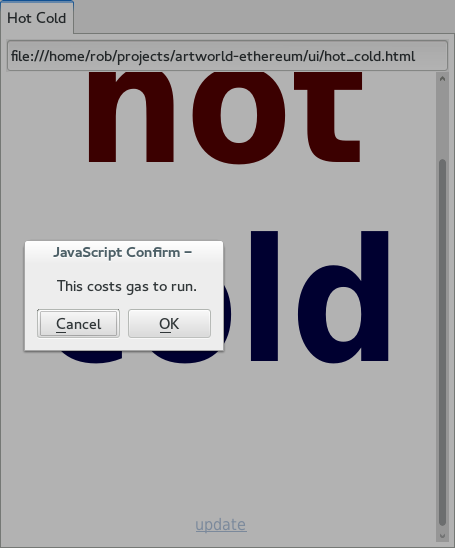 Hot Cold
file:///home/rob/projects/artworld-ethereum/ui/hot_cold.html
hot
cold
JavaScript Confirm –
This costs gas to run.
Cancel
OK
update